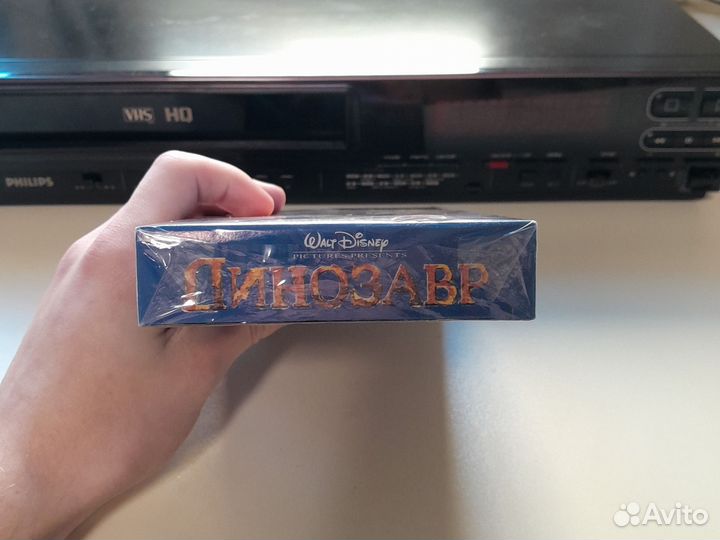 VHS HQ
PHILIPS
WALT DISNEY
PICTURES PRESENTS
ДИНОЗАВР
Avito